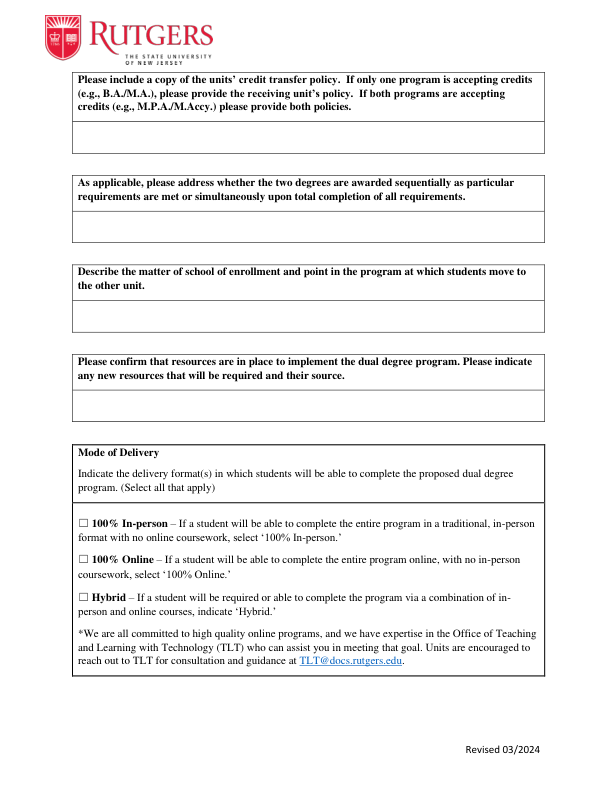 RUTGERS
THE STATE UNIVERSITY
OF NEW JERSEY
Please include a copy of the units’ credit transfer policy.  If only one program is accepting credits
(e.g., B.A./M.A.), please provide the receiving unit’s policy.  If both programs are accepting
credits (e.g., M.P.A./M.Accy.) please provide both policies.
As applicable, please address whether the two degrees are awarded sequentially as particular
requirements are met or simultaneously upon total completion of all requirements.
Describe the matter of school of enrollment and point in the program at which students move to
the other unit.
Please confirm that resources are in place to implement the dual degree program. Please indicate
any new resources that will be required and their source.
Mode of Delivery
Indicate the delivery format(s) in which students will be able to complete the proposed dual degree
program. (Select all that apply)
☐ 100% In-person – If a student will be able to complete the entire program in a traditional, in-person
format with no online coursework, select ‘100% In-person.’
☐ 100% Online – If a student will be able to complete the entire program online, with no in-person
coursework, select ‘100% Online.’
☐ Hybrid – If a student will be required or able to complete the program via a combination of in-
person and online courses, indicate ‘Hybrid.’
*We are all committed to high quality online programs, and we have expertise in the Office of Teaching
and Learning with Technology (TLT) who can assist you in meeting that goal. Units are encouraged to
reach out to TLT for consultation and guidance at TLT@docs.rutgers.edu.
Revised 03/2024